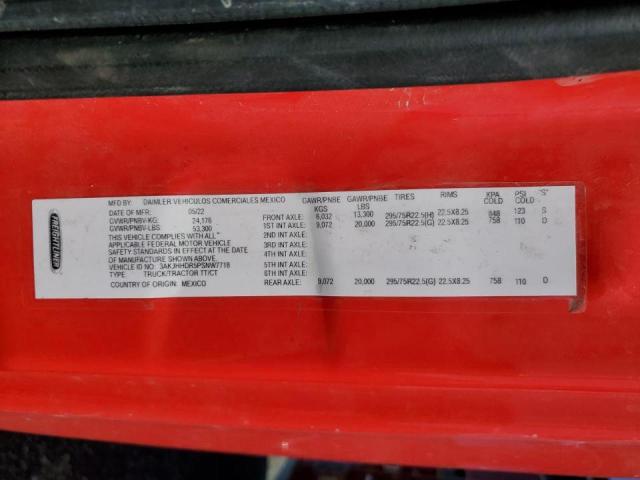 FREIGHTLINER
MFD BY: DAIMLER VEHICULOS COMERCIALES MEXICO
DATE OF MFR: 05/22
GVWR/PNBV-KG: 24,176
GVWR/PNBV-LBS: 53,300
THIS VEHICLE COMPLIES WITH ALL
APPLICABLE FEDERAL MOTOR VEHICLE
SAFETY STANDARDS IN EFFECT ON THE DATE
OF MANUFACTURE SHOWN ABOVE.
VEHICLE ID NO.: 3AKJHHDR5PSNW7718
TYPE: TRUCK/TRACTOR TT/CT
COUNTRY OF ORIGIN: MEXICO
GAWR/PNBE KGS GAWR/PNBE LBS TIRES RIMS KPA COLD PSI COLD "S"
FRONT AXLE: 6,032 13,300 295/75R22.5(H) 22.5X8.25 848 123 S
1ST INT AXLE: 9,072 20,000 295/75R22.5(G) 22.5X8.25 758 110 D
2ND INT AXLE:
3RD INT AXLE:
4TH INT AXLE:
5TH INT AXLE:
6TH INT AXLE:
REAR AXLE: 9,072 20,000 295/75R22.5(G) 22.5X8.25 758 110 D